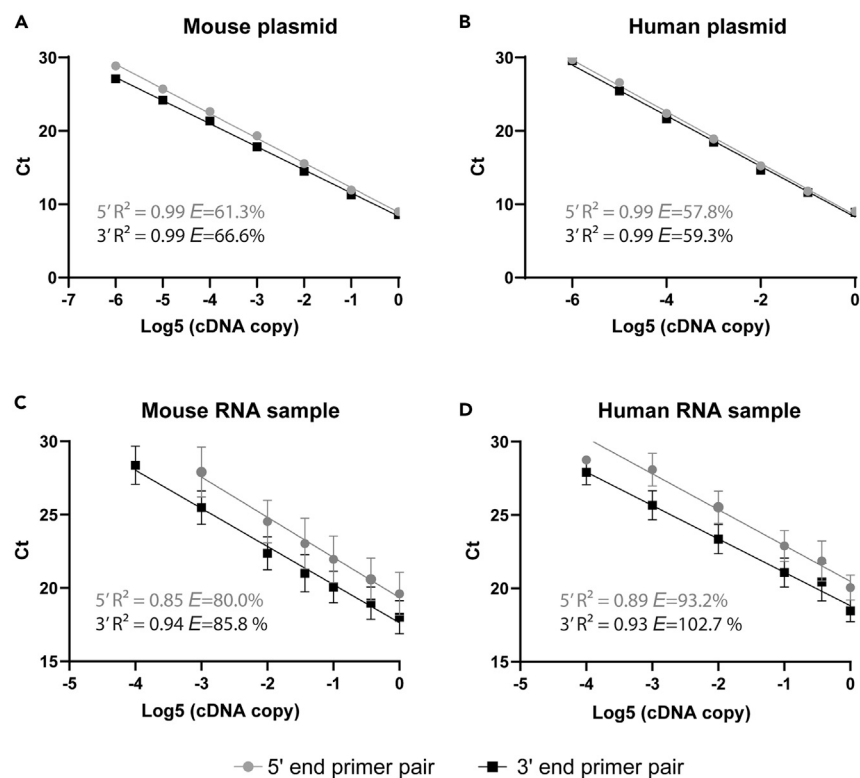 A
Mouse plasmid
30
20
10
0
Ct
5′ R² = 0.99 E=61.3%
3′ R² = 0.99 E=66.6%
-7 -6 -5 -4 -3 -2 -1 0
Log5 (cDNA copy)
B
Human plasmid
30
20
10
0
Ct
5′ R² = 0.99 E=57.8%
3′ R² = 0.99 E=59.3%
-6 -4 -2 0
Log5 (cDNA copy)
C
Mouse RNA sample
30
25
20
15
Ct
5′ R² = 0.85 E=80.0%
3′ R² = 0.94 E=85.8 %
-5 -4 -3 -2 -1 0
Log5 (cDNA copy)
D
Human RNA sample
30
25
20
15
Ct
5′ R² = 0.89 E=93.2%
3′ R² = 0.93 E=102.7 %
-5 -4 -3 -2 -1 0
Log5 (cDNA copy)
5' end primer pair 3' end primer pair